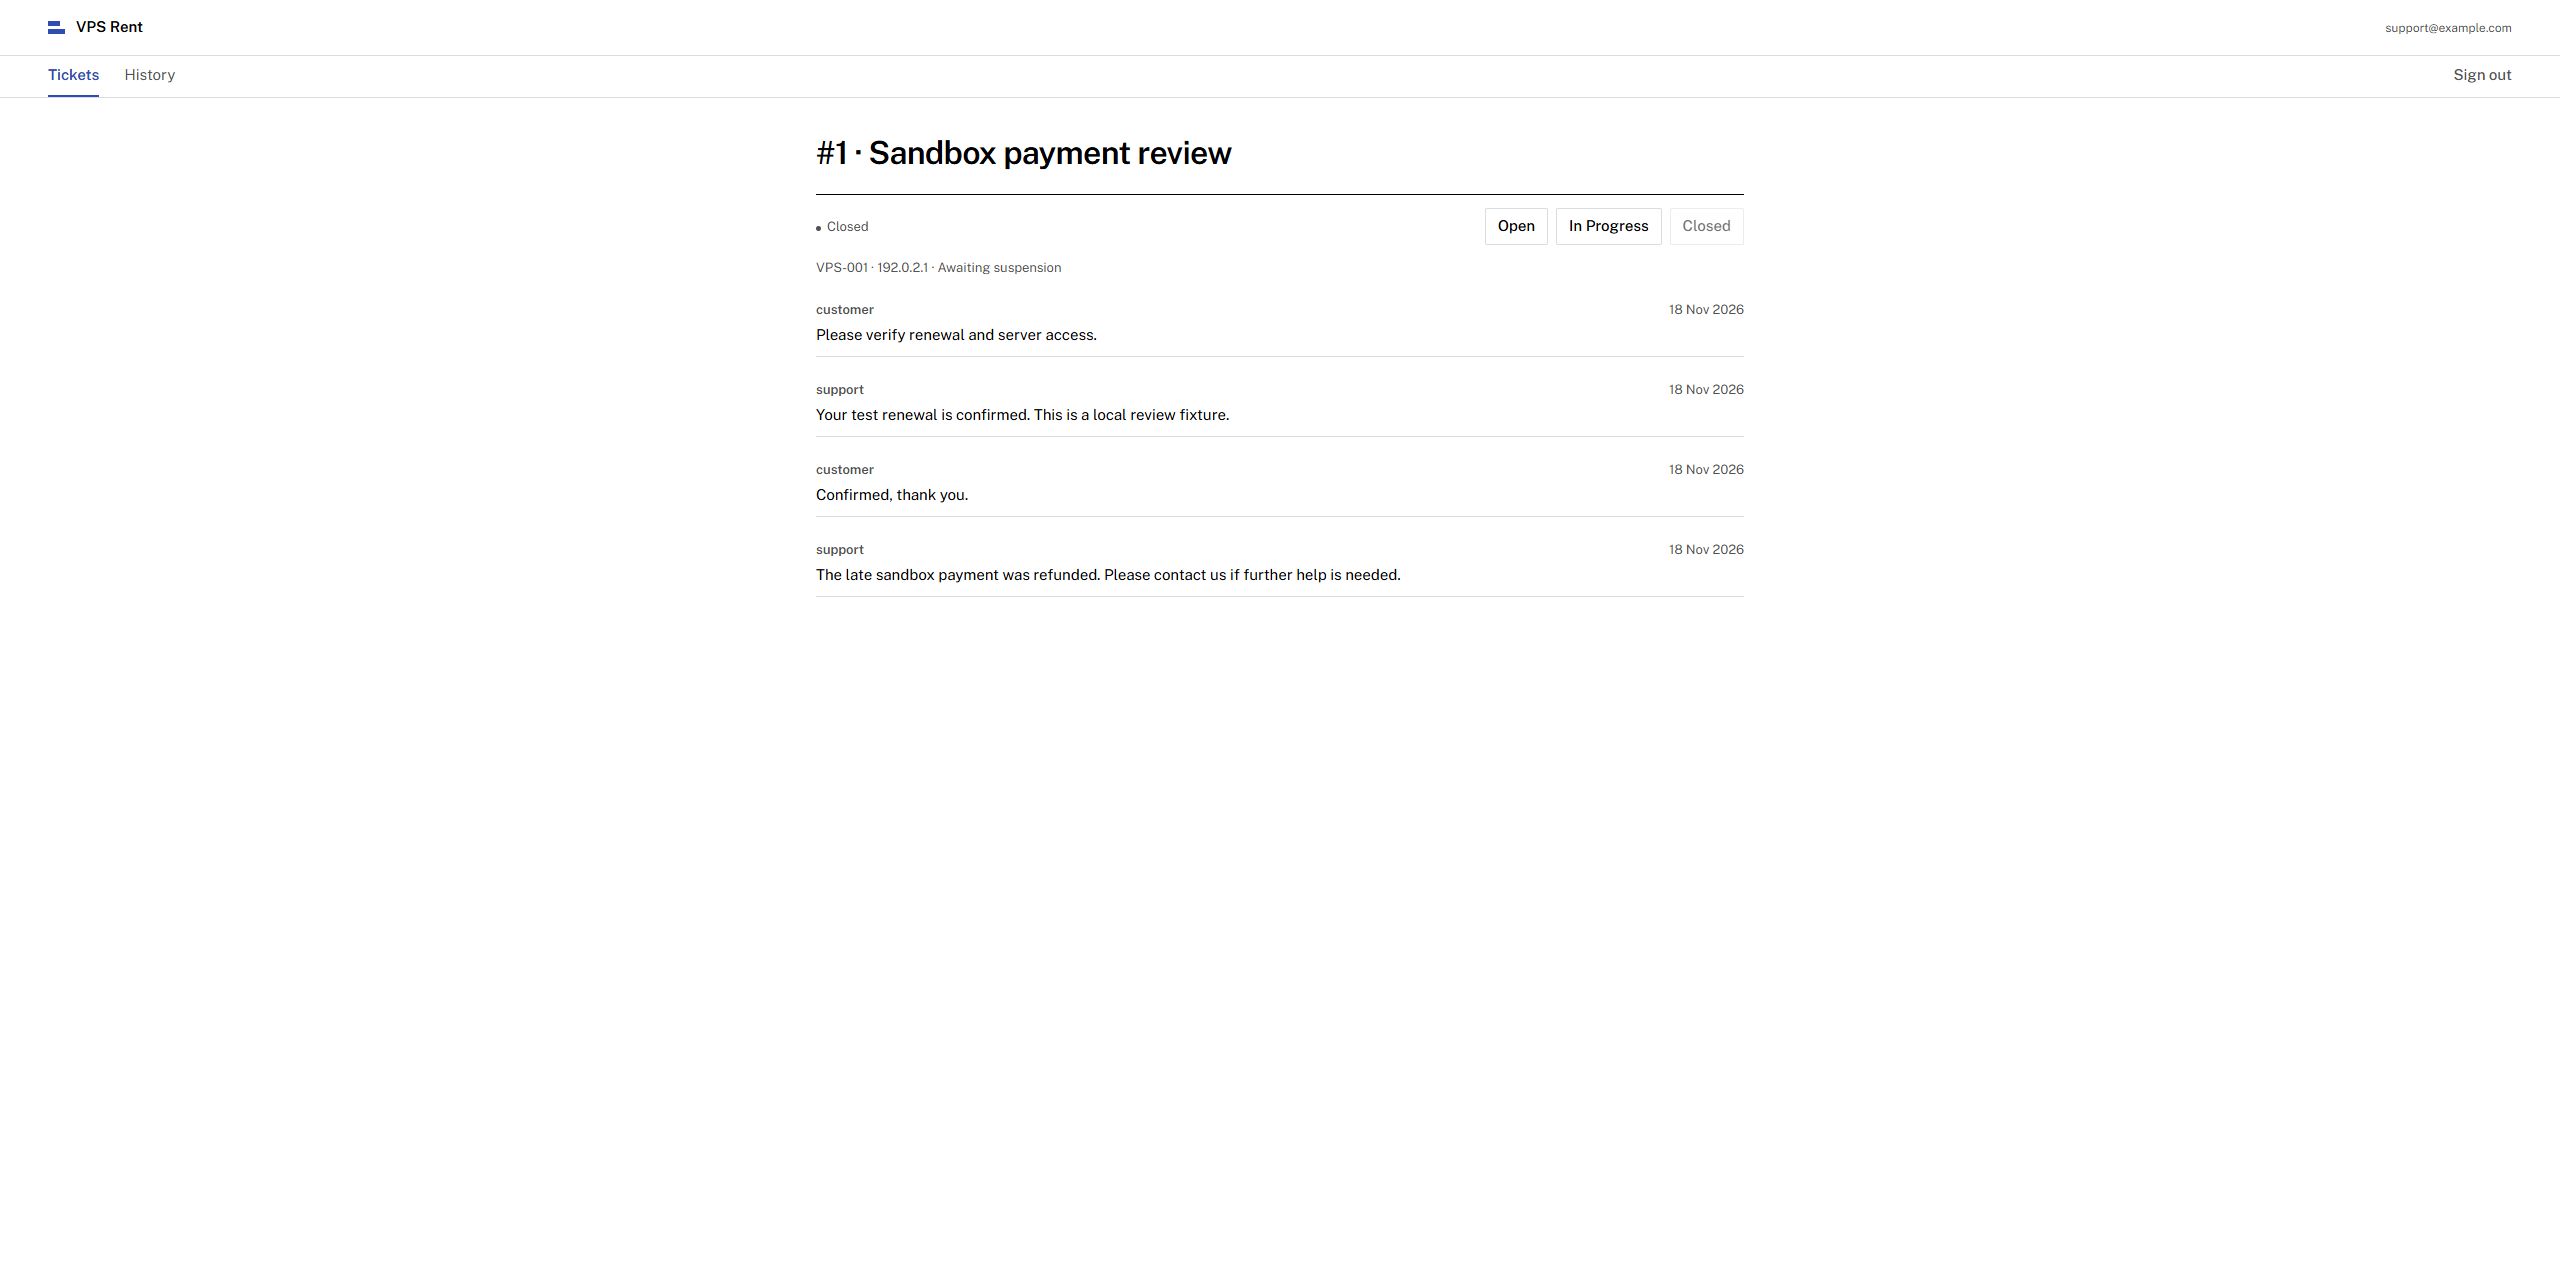 VPS Rent
support@example.com
Tickets
History
Sign out
#1 · Sandbox payment review
Closed
Open
In Progress
Closed
VPS-001 · 192.0.2.1 · Awaiting suspension
customer
18 Nov 2026
Please verify renewal and server access.
support
18 Nov 2026
Your test renewal is confirmed. This is a local review fixture.
customer
18 Nov 2026
Confirmed, thank you.
support
18 Nov 2026
The late sandbox payment was refunded. Please contact us if further help is needed.